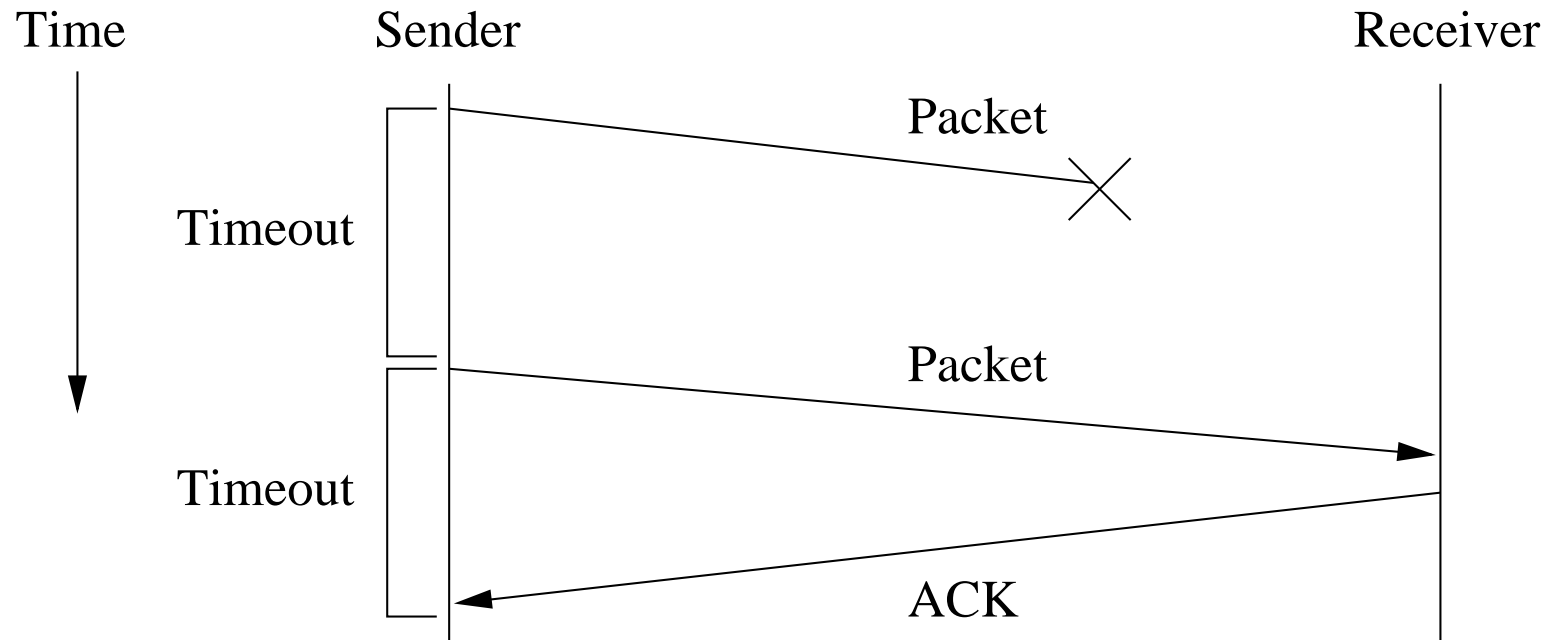 Time
Sender
Receiver
Packet
Timeout
Packet
Timeout
ACK